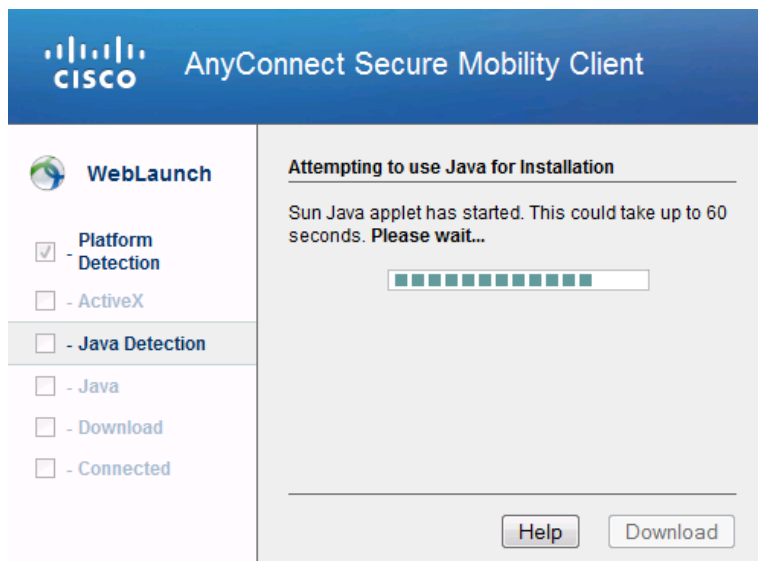 CISCO
AnyConnect Secure Mobility Client
WebLaunch
- Platform
Detection
- ActiveX
- Java Detection
- Java
- Download
- Connected
Attempting to use Java for Installation
Sun Java applet has started. This could take up to 60
seconds. Please wait...
Help
Download